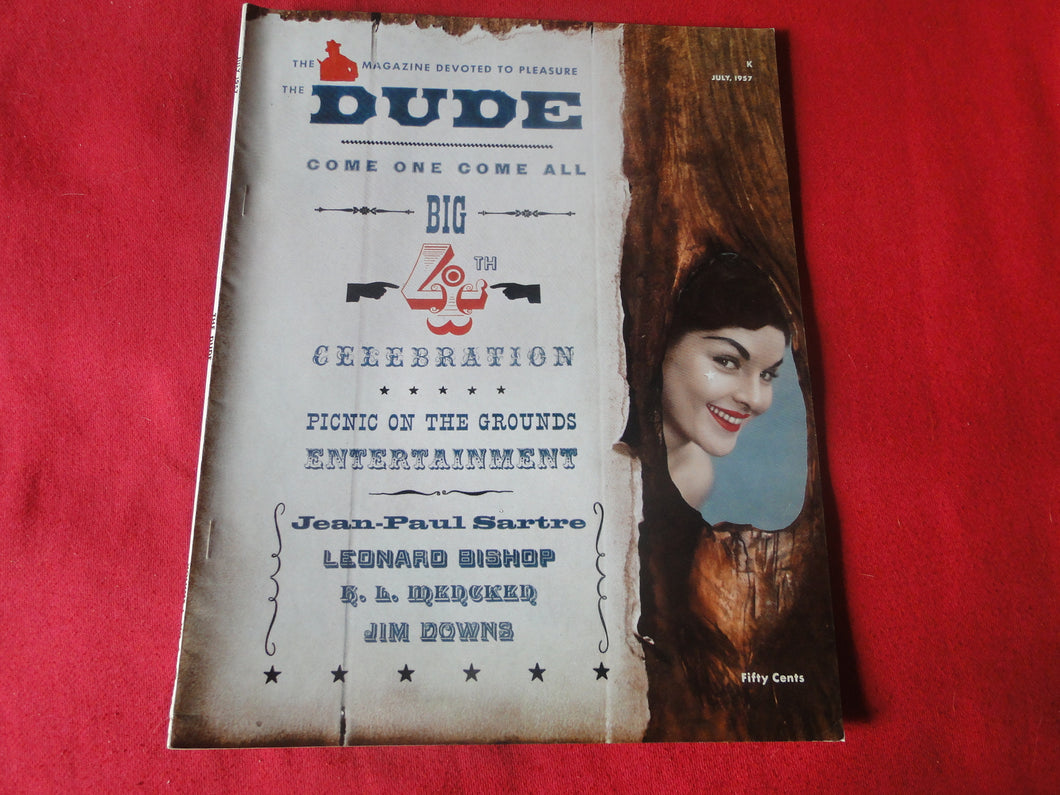 THE MAGAZINE DEVOTED TO PLEASURE
THE DUDE
K
JULY, 1957
COME ONE COME ALL
BIG
4TH
CELEBRATION
PICNIC ON THE GROUNDS
ENTERTAINMENT
Jean-Paul Sartre
LEONARD BISHOP
H. L. MENCKEN
JIM DOWNS
Fifty Cents